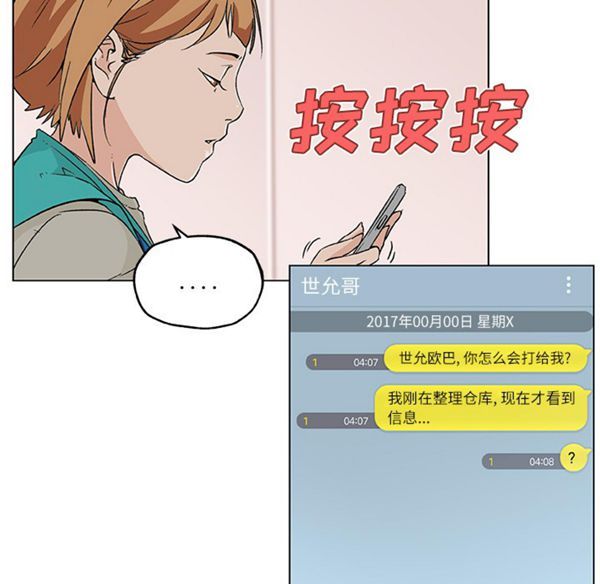 按按按
....
世允哥
2017年00月00日 星期X
1 04:07 世允欧巴, 你怎么会打给我?
我刚在整理仓库, 现在才看到
1 04:07 信息...
1 04:08 ?